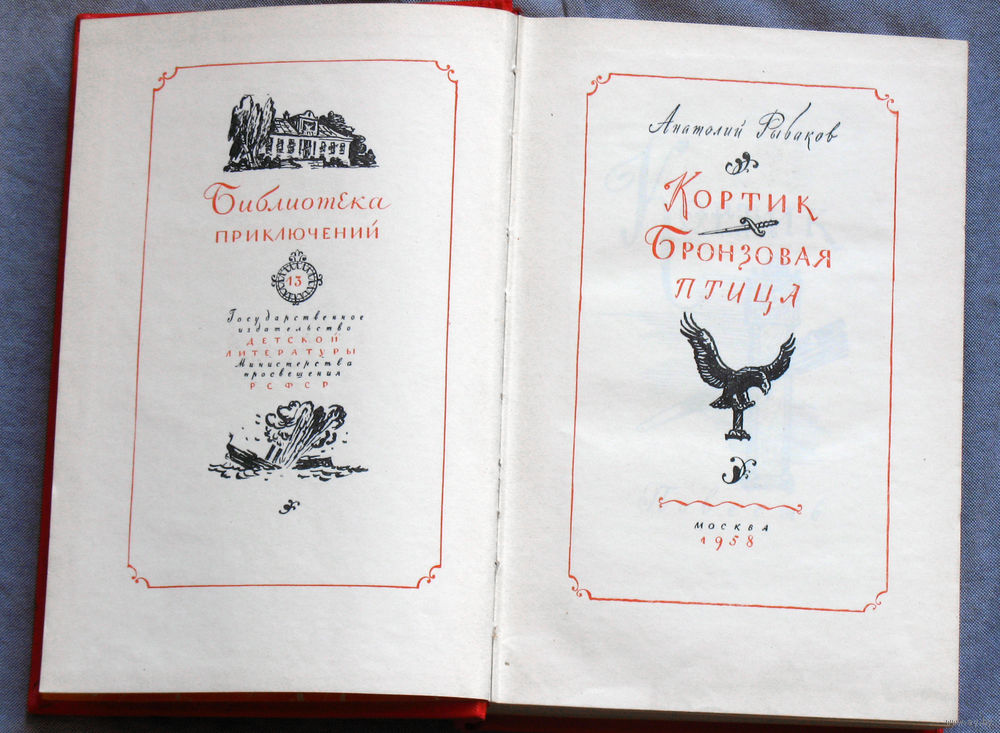 Библиотека
приключений
13
Государственное
издательство
детской
литературы
Министерства
просвещения
РСФСР
Анатолий Рыбаков
Кортик
Бронзовая
птица
Москва
1958